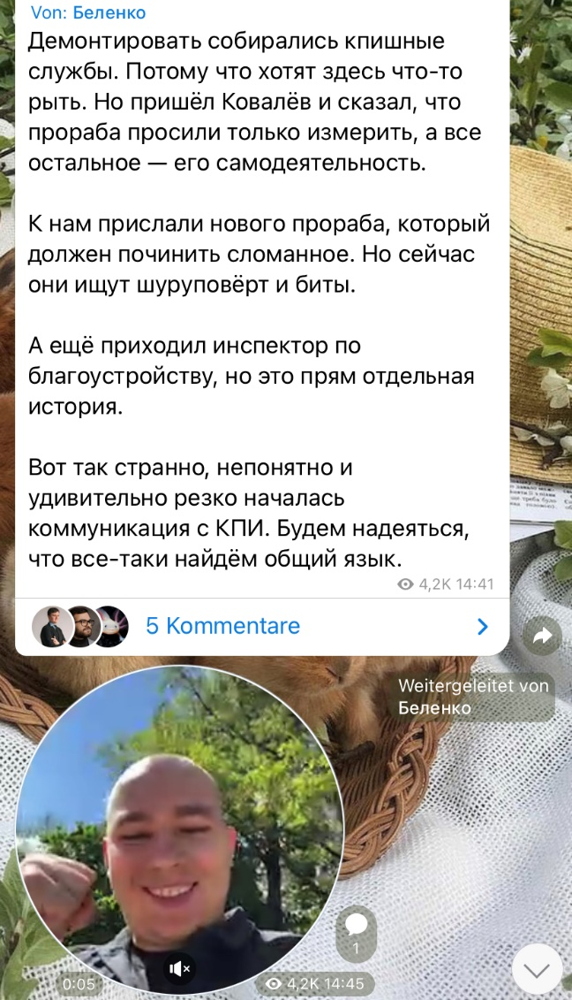 Von: Беленко
Демонтировать собирались кпишные
службы. Потому что хотят здесь что-то
рыть. Но пришёл Ковалёв и сказал, что
прораба просили только измерить, а все
остальное — его самодеятельность.
К нам прислали нового прораба, который
должен починить сломанное. Но сейчас
они ищут шуруповёрт и биты.
А ещё приходил инспектор по
благоустройству, но это прям отдельная
история.
Вот так странно, непонятно и
удивительно резко началась
коммуникация с КПИ. Будем надеяться,
что все-таки найдём общий язык.
4,2K 14:41
5 Kommentare
Weitergeleitet von
Беленко
1
0:05
4,2K 14:45